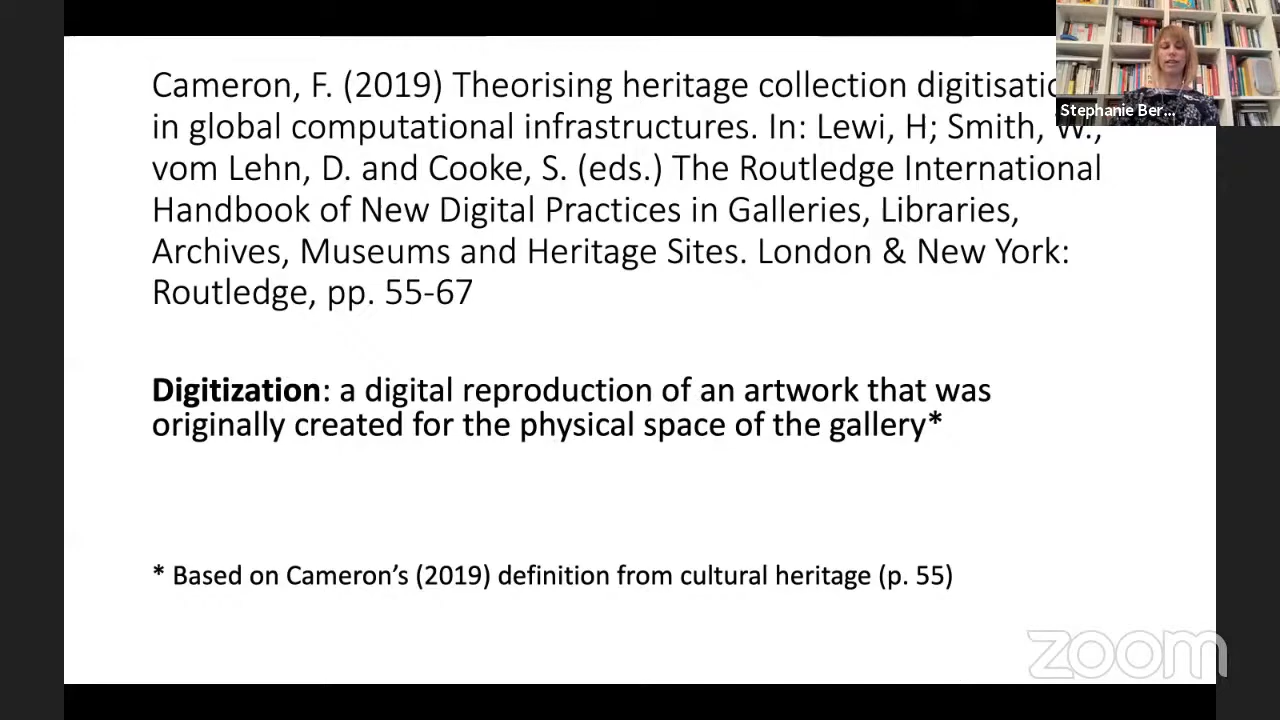 Cameron, F. (2019) Theorising heritage collection digitisatio
in global computational infrastructures. In: Lewi, H; Smith, W.,
vom Lehn, D. and Cooke, S. (eds.) The Routledge International
Handbook of New Digital Practices in Galleries, Libraries,
Archives, Museums and Heritage Sites. London & New York:
Routledge, pp. 55-67
Stephanie Ber...
Digitization: a digital reproduction of an artwork that was
originally created for the physical space of the gallery*
* Based on Cameron’s (2019) definition from cultural heritage (p. 55)
zoom